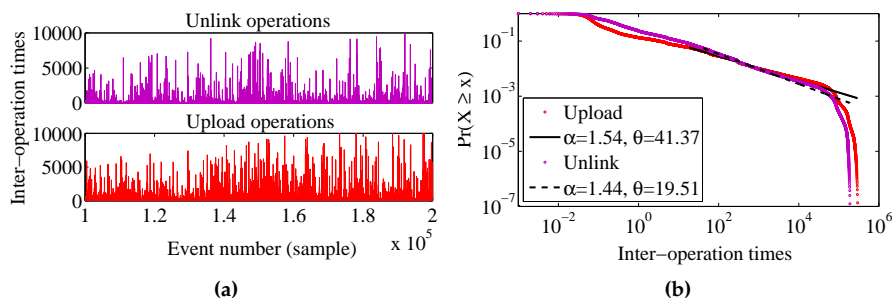 (a)
Unlink operations
Inter−operation times
10000
5000
0
Upload operations
10000
5000
0
1 1.2 1.4 1.6 1.8 2
x 10^5
Event number (sample)
(b)
Pr(X ≥ x)
10^−1
10^−3
10^−5
10^−7
Upload
α=1.54, θ=41.37
Unlink
α=1.44, θ=19.51
10^−2 10^0 10^2 10^4 10^6
Inter−operation times
(a)
(b)